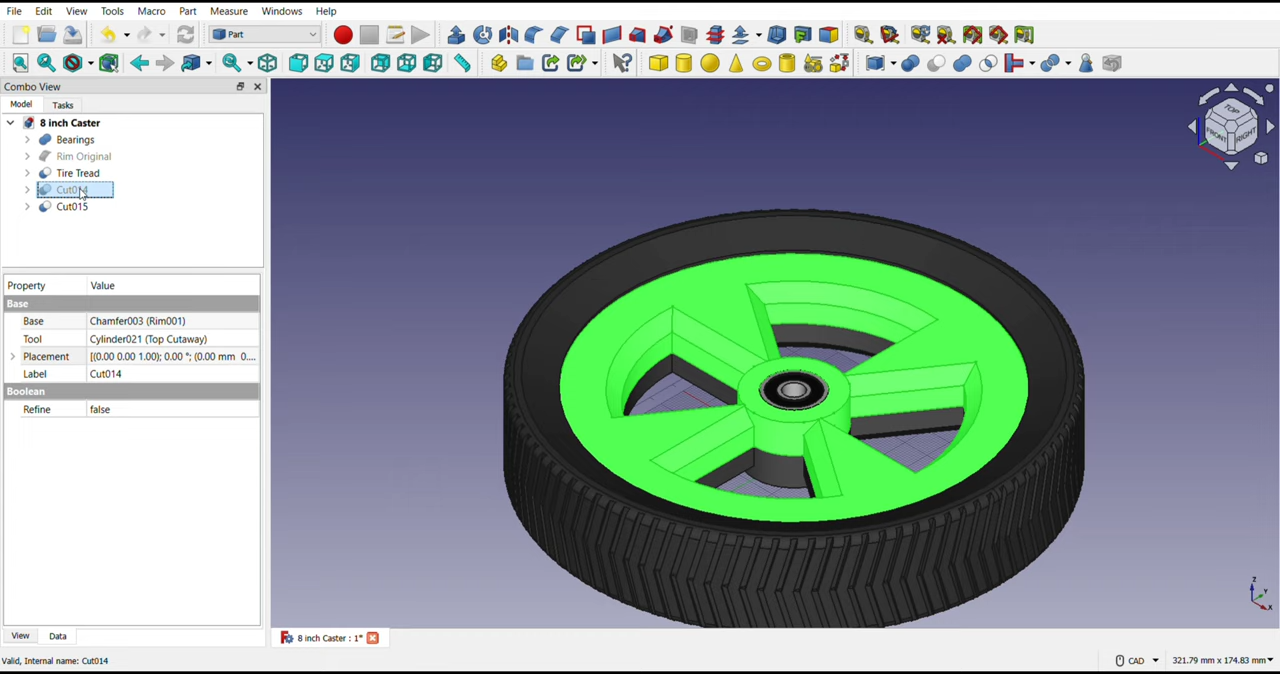 File Edit View Tools Macro Part Measure Windows Help
Part
Combo View
Model Tasks
8 inch Caster
Bearings
Rim Original
Tire Tread
Cut014
Cut015
Property Value
Base
Base Chamfer003 (Rim001)
Tool Cylinder021 (Top Cutaway)
Placement [(0.00 0.00 1.00); 0.00 °; (0.00 mm 0....
Label Cut014
Boolean
Refine false
TOP
FRONT
RIGHT
Z
Y
X
View Data
8 inch Caster : 1*
Valid, Internal name: Cut014
CAD
321.79 mm x 174.83 mm